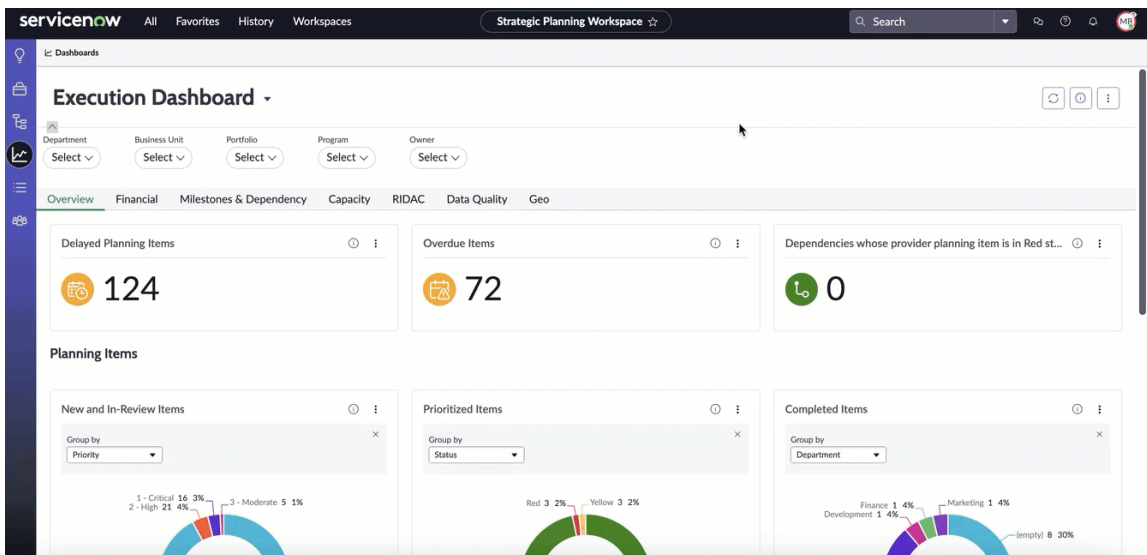 servicenow All Favorites History Workspaces Strategic Planning Workspace Search MR
Dashboards
Execution Dashboard
Department Business Unit Portfolio Program Owner
Select Select Select Select Select
Overview Financial Milestones & Dependency Capacity RIDAC Data Quality Geo
Delayed Planning Items Overdue Items Dependencies whose provider planning item is in Red st...
124 72 0
Planning Items
New and In-Review Items Prioritized Items Completed Items
Group by Group by Group by
Priority Status Department
1 - Critical 16 3% 3 - Moderate 5 1% Red 3 2% Yellow 3 2% Finance 1 4% Marketing 1 4%
2 - High 21 4% Development 1 4%
(empty) 8 30%